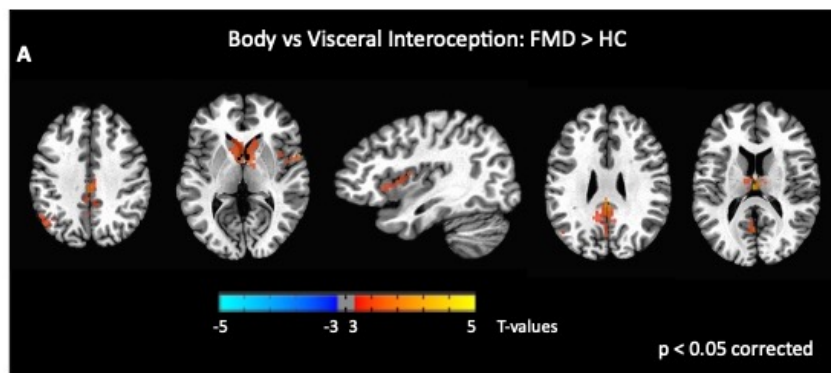 Body vs Visceral Interoception: FMD > HC
A
-5 -3 3 5 T-values
p < 0.05 corrected